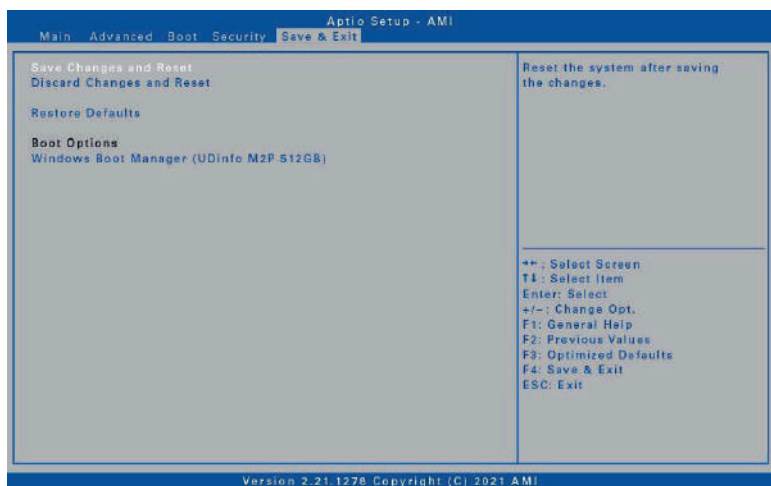 Aptio Setup - AMI
Main Advanced Boot Security Save & Exit
Save Changes and Reset
Discard Changes and Reset
Restore Defaults
Boot Options
Windows Boot Manager (UDinfo M2P 512GB)
Reset the system after saving
the changes.
→←: Select Screen
↑↓: Select Item
Enter: Select
+/-: Change Opt.
F1: General Help
F2: Previous Values
F3: Optimized Defaults
F4: Save & Exit
ESC: Exit
Version 2.21.1278 Copyright (C) 2021 AMI